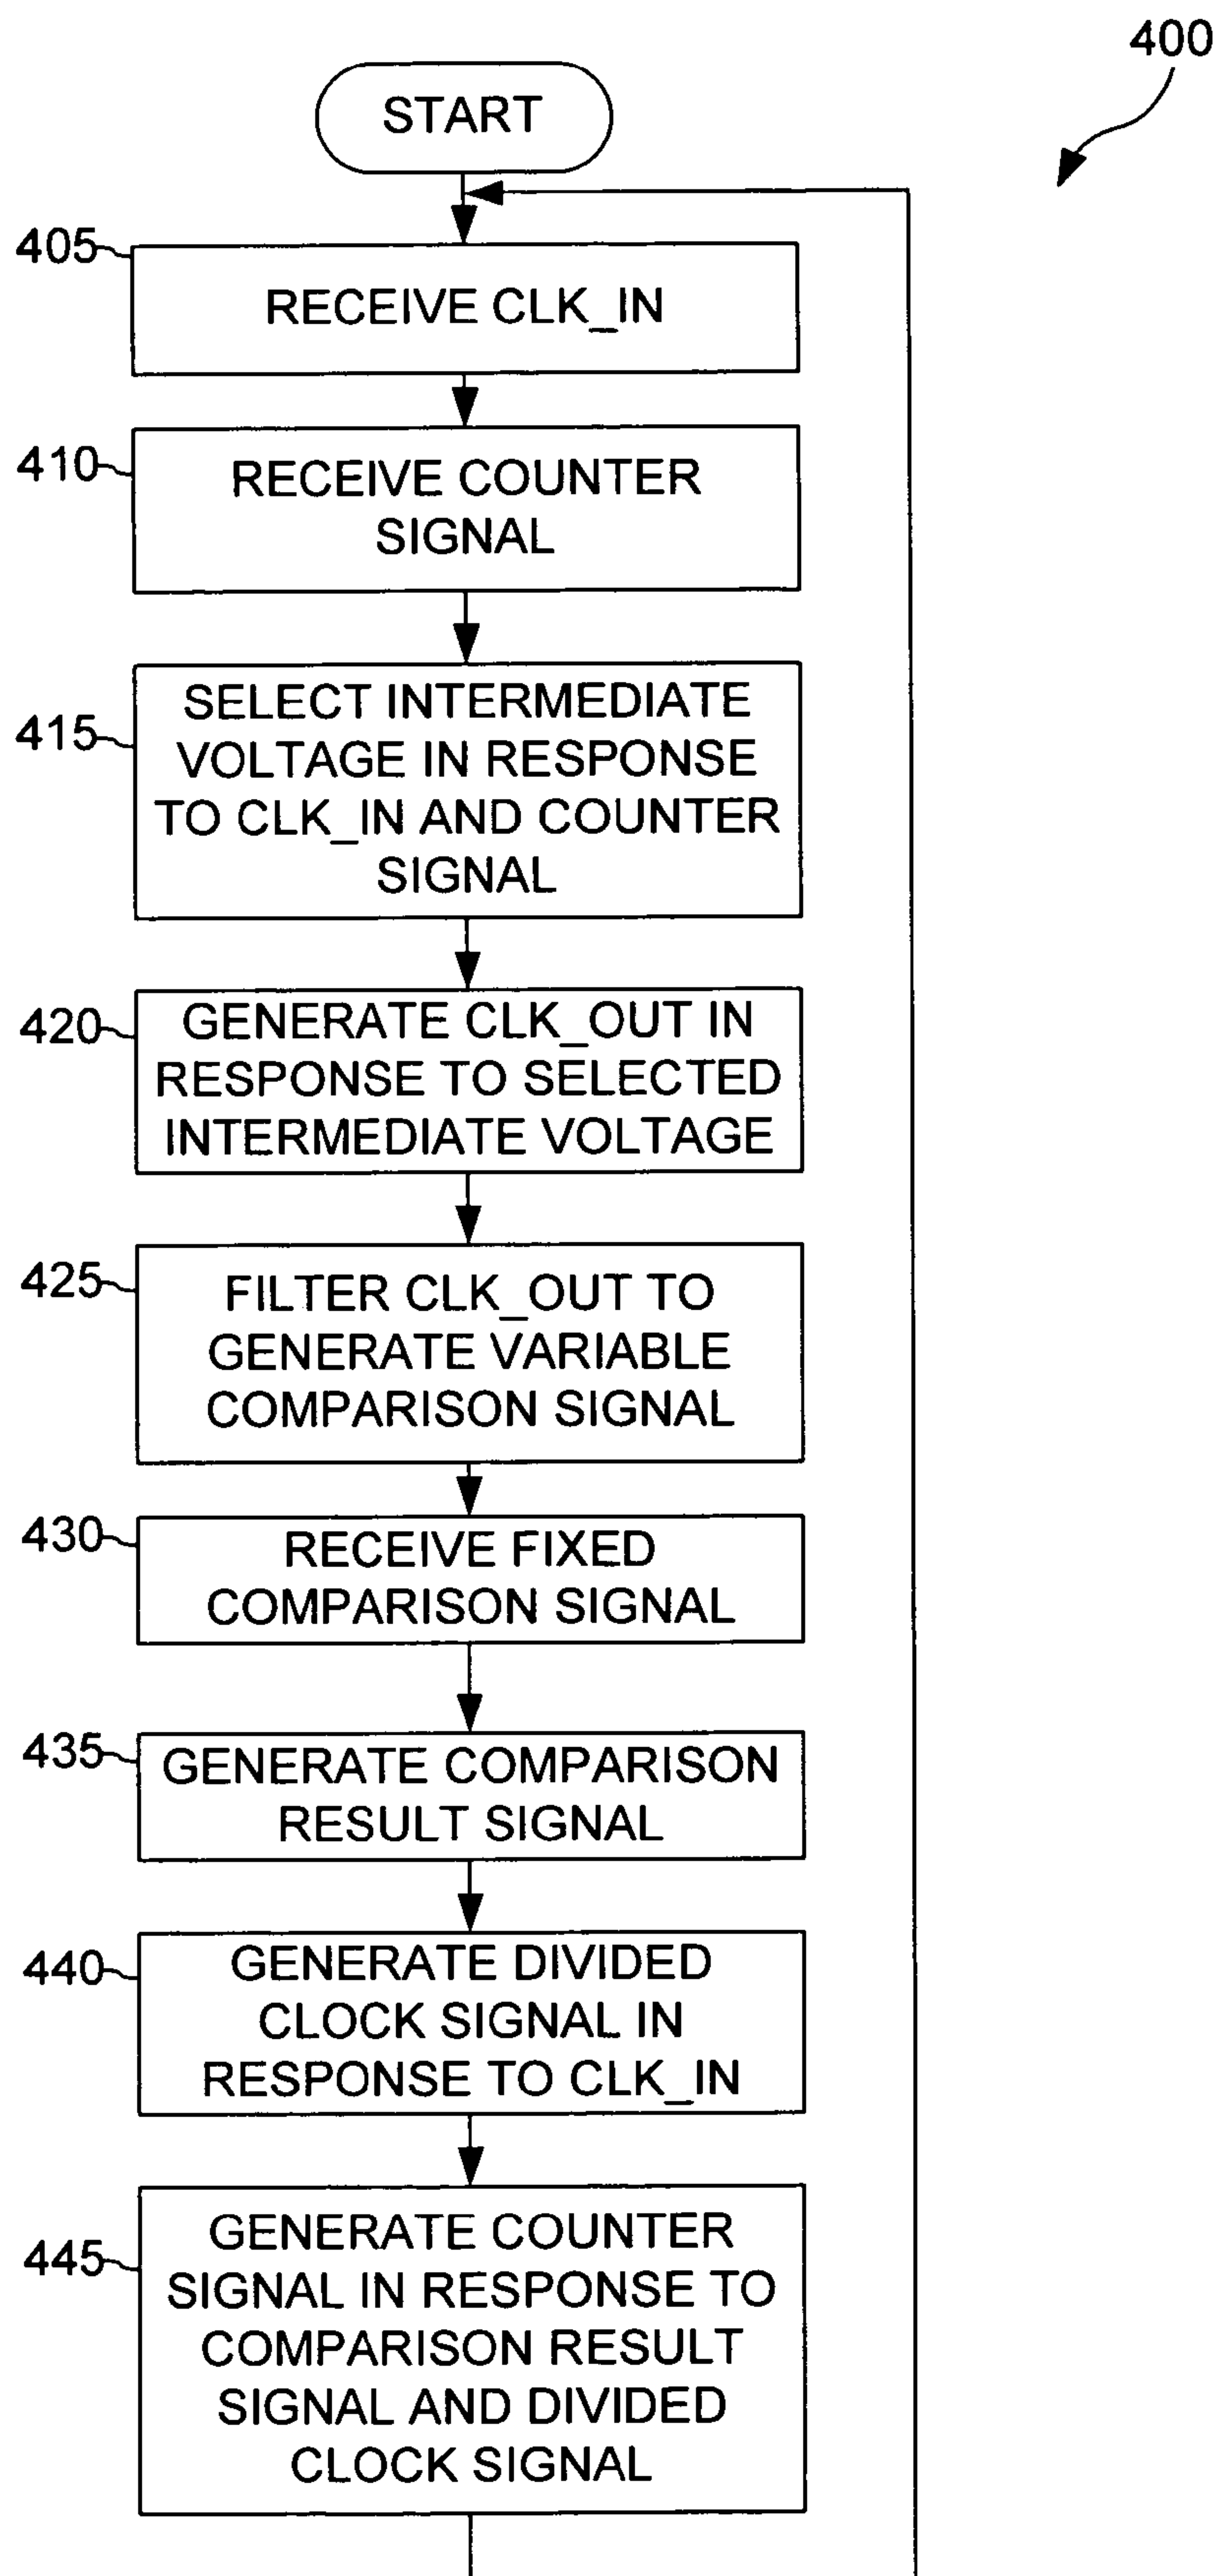 400
START
405
RECEIVE CLK_IN
410
RECEIVE COUNTER
SIGNAL
415
SELECT INTERMEDIATE
VOLTAGE IN RESPONSE
TO CLK_IN AND COUNTER
SIGNAL
420
GENERATE CLK_OUT IN
RESPONSE TO SELECTED
INTERMEDIATE VOLTAGE
425
FILTER CLK_OUT TO
GENERATE VARIABLE
COMPARISON SIGNAL
430
RECEIVE FIXED
COMPARISON SIGNAL
435
GENERATE COMPARISON
RESULT SIGNAL
440
GENERATE DIVIDED
CLOCK SIGNAL IN
RESPONSE TO CLK_IN
445
GENERATE COUNTER
SIGNAL IN RESPONSE TO
COMPARISON RESULT
SIGNAL AND DIVIDED
CLOCK SIGNAL